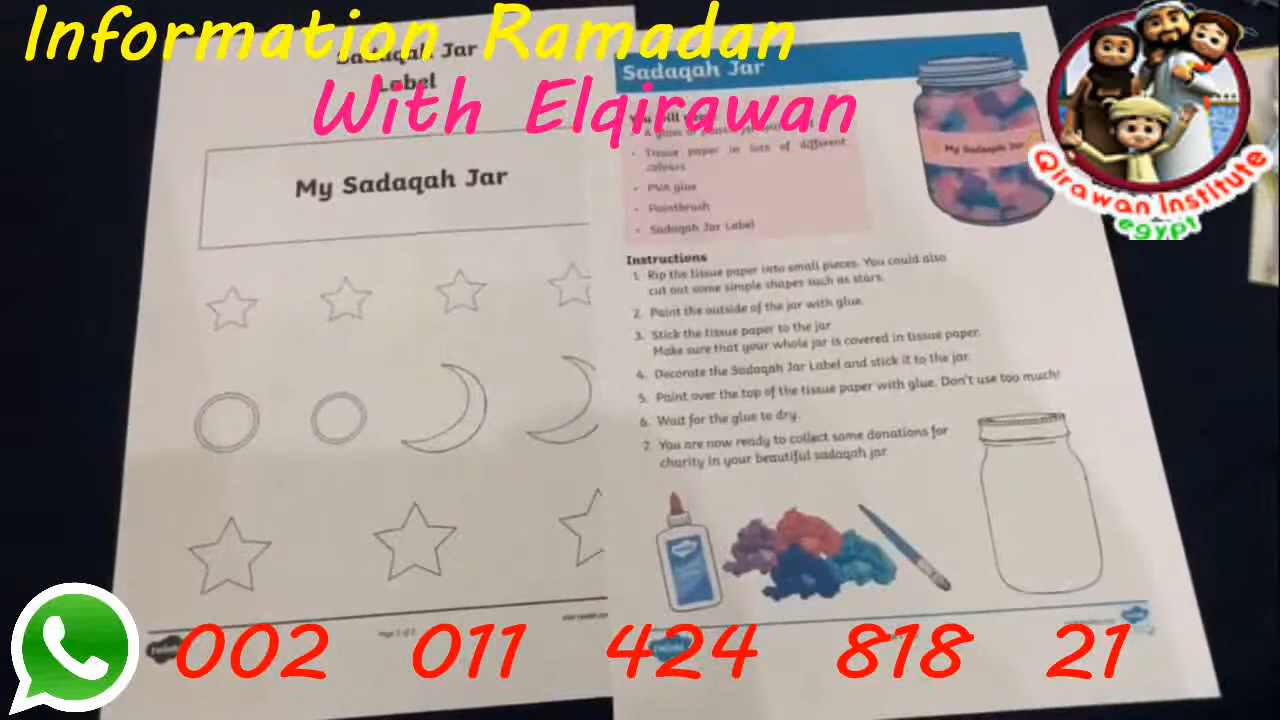 Information Ramadan
With Elqirawan
Sadaqah Jar
Label
My Sadaqah Jar
Sadaqah Jar
You will
• Tissue paper in lots of different
colours
• PVA glue
• Paintbrush
• Sadaqah Jar Label
My Sadaqah Jar
Instructions
1. Rip the tissue paper into small pieces. You could also
cut out some simple shapes such as stars.
2. Paint the outside of the jar with glue.
3. Stick the tissue paper to the jar.
Make sure that your whole jar is covered in tissue paper.
4. Decorate the Sadaqah Jar Label and stick it to the jar.
5. Paint over the top of the tissue paper with glue. Don't use too much!
6. Wait for the glue to dry.
7. You are now ready to collect some donations for
charity in your beautiful sadaqah jar.
Qirawan Institute
egypt
002 011 424 818 21